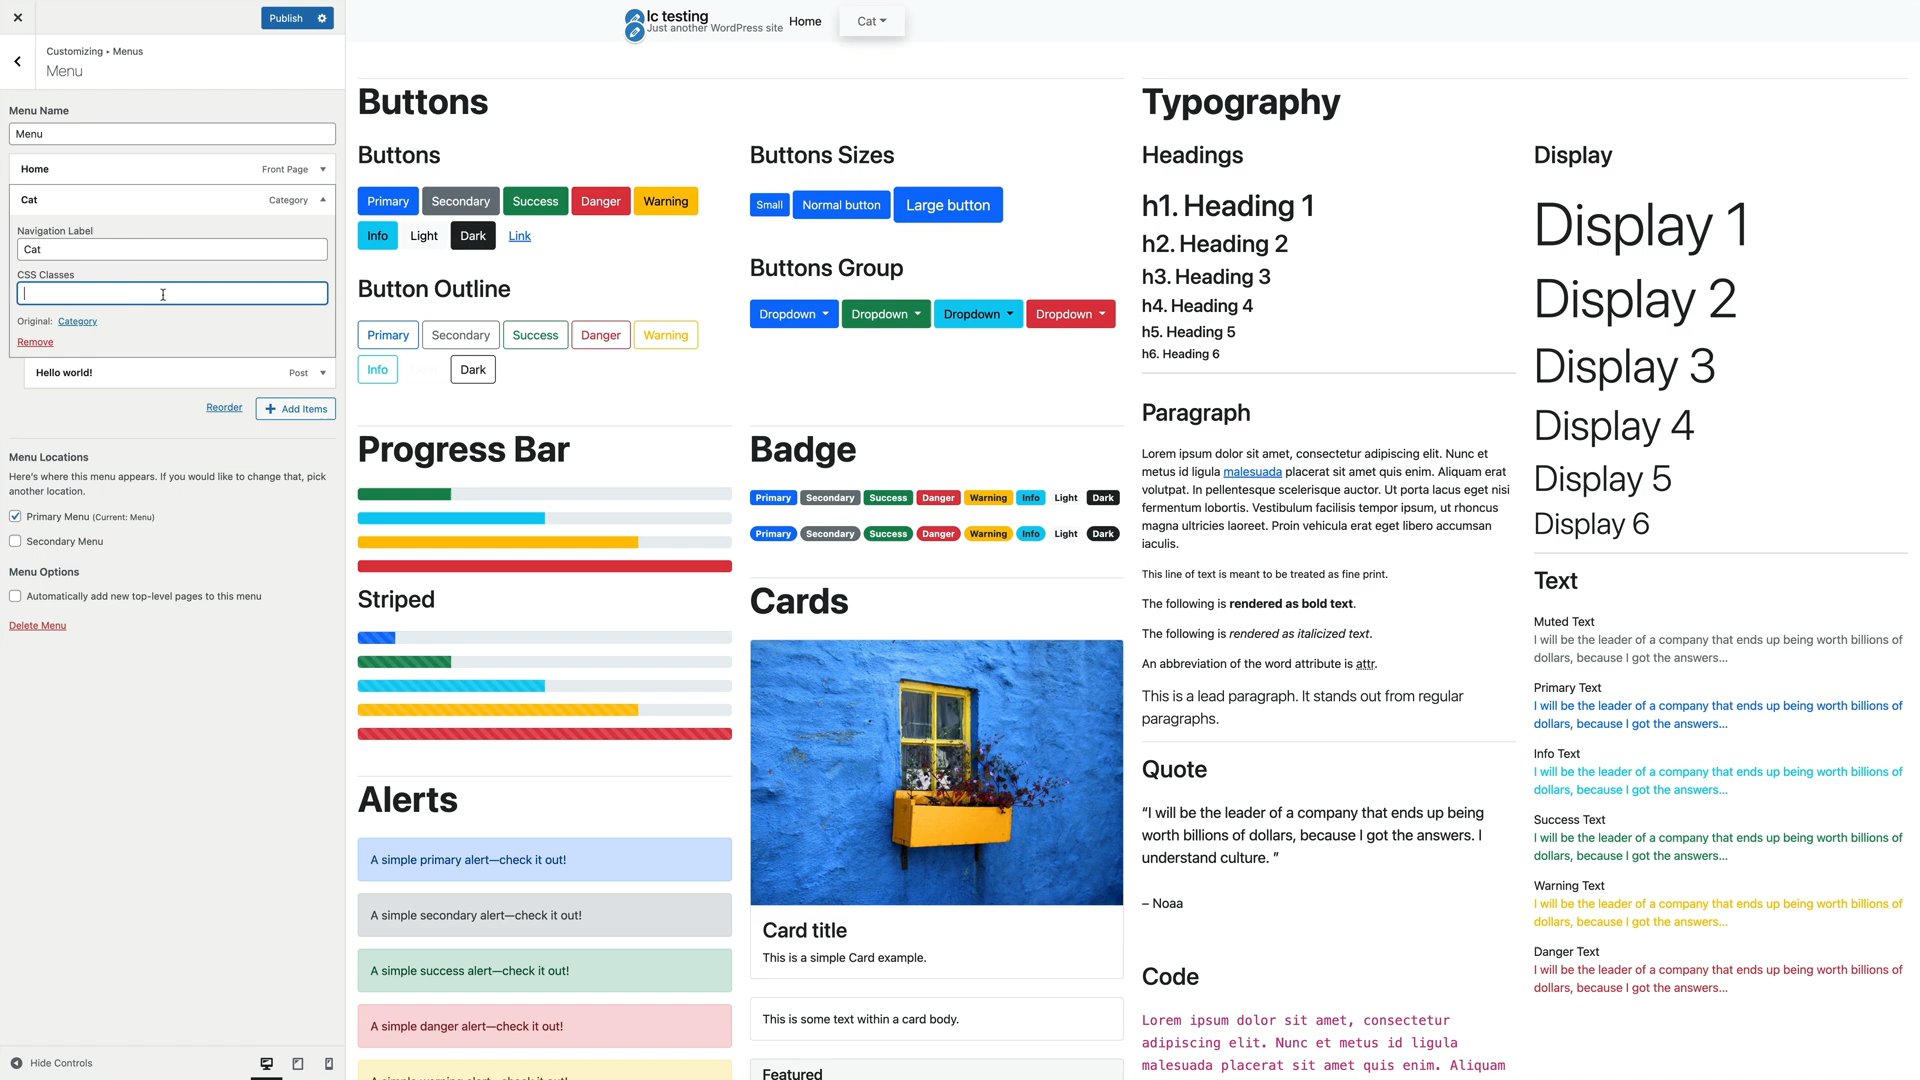 Publish
Customizing ▸ Menus
Menu
Menu Name
Menu
Home
Front Page
Cat
Category
Navigation Label
Cat
CSS Classes
Original: Category
Remove
Hello world!
Post
Reorder
Add Items
Menu Locations
Here's where this menu appears. If you would like to change that, pick
another location.
Primary Menu (Current: Menu)
Secondary Menu
Menu Options
Automatically add new top-level pages to this menu
Delete Menu
Hide Controls
lc testing
Just another WordPress site
Home
Cat
Buttons
Buttons
Primary
Secondary
Success
Danger
Warning
Info
Light
Dark
Link
Button Outline
Primary
Secondary
Success
Danger
Warning
Info
Dark
Buttons Sizes
Small
Normal button
Large button
Buttons Group
Dropdown
Dropdown
Dropdown
Dropdown
Progress Bar
Striped
Alerts
A simple primary alert—check it out!
A simple secondary alert—check it out!
A simple success alert—check it out!
A simple danger alert—check it out!
Badge
Primary
Secondary
Success
Danger
Warning
Info
Light
Dark
Primary
Secondary
Success
Danger
Warning
Info
Light
Dark
Cards
Card title
This is a simple Card example.
This is some text within a card body.
Featured
Typography
Headings
h1. Heading 1
h2. Heading 2
h3. Heading 3
h4. Heading 4
h5. Heading 5
h6. Heading 6
Paragraph
Lorem ipsum dolor sit amet, consectetur adipiscing elit. Nunc et
metus id ligula malesuada placerat sit amet quis enim. Aliquam erat
volutpat. In pellentesque scelerisque auctor. Ut porta lacus eget nisi
fermentum lobortis. Vestibulum facilisis tempor ipsum, ut rhoncus
magna ultricies laoreet. Proin vehicula erat eget libero accumsan
iaculis.
This line of text is meant to be treated as fine print.
The following is rendered as bold text.
The following is rendered as italicized text.
An abbreviation of the word attribute is attr.
This is a lead paragraph. It stands out from regular
paragraphs.
Quote
“I will be the leader of a company that ends up being
worth billions of dollars, because I got the answers. I
understand culture. ”
– Noaa
Code
Lorem ipsum dolor sit amet, consectetur
adipiscing elit. Nunc et metus id ligula
malesuada placerat sit amet quis enim. Aliquam
Display
Display 1
Display 2
Display 3
Display 4
Display 5
Display 6
Text
Muted Text
I will be the leader of a company that ends up being worth billions of
dollars, because I got the answers...
Primary Text
I will be the leader of a company that ends up being worth billions of
dollars, because I got the answers...
Info Text
I will be the leader of a company that ends up being worth billions of
dollars, because I got the answers...
Success Text
I will be the leader of a company that ends up being worth billions of
dollars, because I got the answers...
Warning Text
I will be the leader of a company that ends up being worth billions of
dollars, because I got the answers...
Danger Text
I will be the leader of a company that ends up being worth billions of
dollars, because I got the answers...